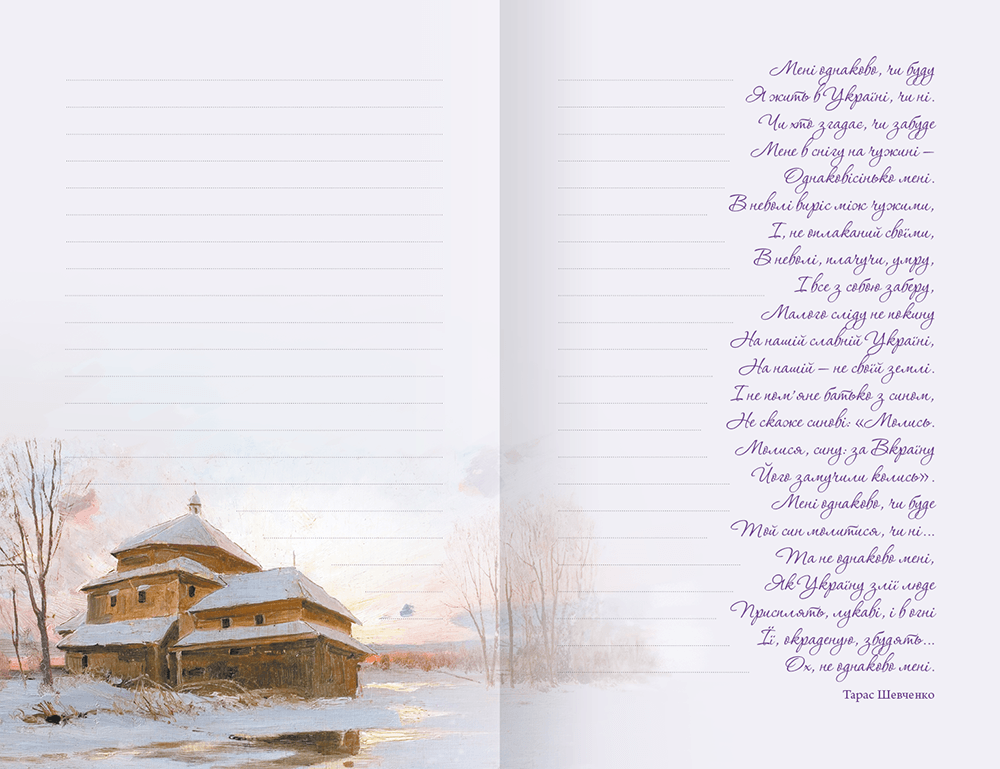 Мені однаково, чи буду
Я жить в Україні, чи ні.
Чи хто згадає, чи забуде
Мене в снігу на чужині –
Однаковісінько мені.
В неволі виріс між чужими,
І, не оплаканий своїми,
В неволі, плачучи, умру,
І все з собою заберу,
Малого сліду не покину
На нашій славній Україні,
На нашій – не своїй землі.
І не пом’яне батько з сином,
Не скаже синові: «Молись.
Молися, сину: за Вкраїну
Його замучили колись».
Мені однаково, чи буде
Той син молитися, чи ні...
Та не однаково мені,
Як Україну злії люде
Присплять, лукаві, і в огні
Її, окраденую, збудять...
Ох, не однаково мені.
Тарас Шевченко